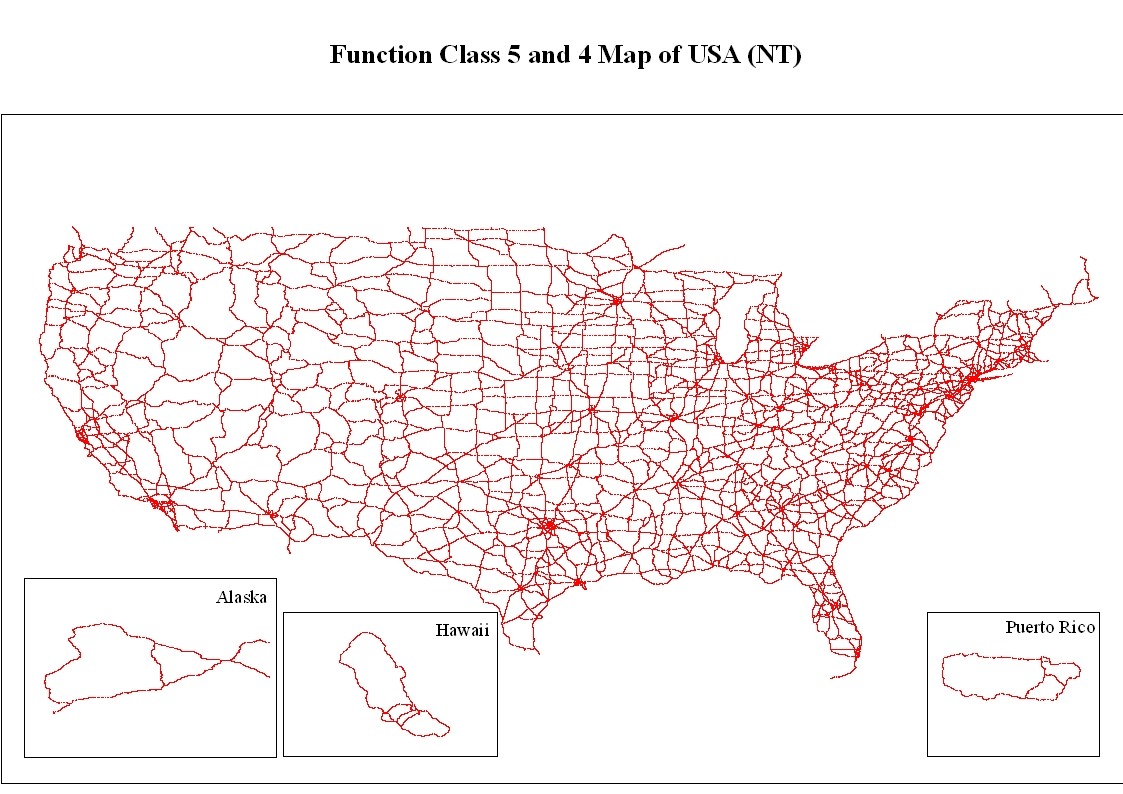 Function Class 5 and 4 Map of USA (NT)
Alaska
Hawaii
Puerto Rico